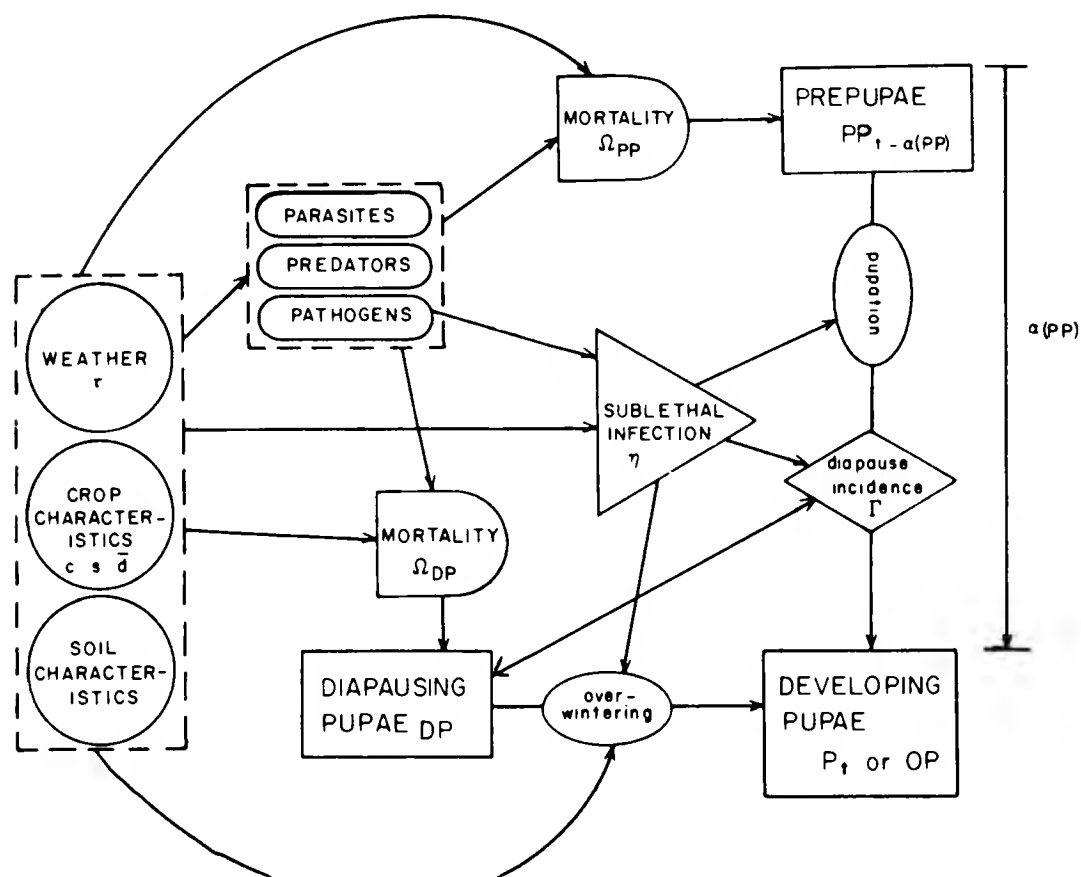 MORTALITY
Ω_PP
PREPUPAE
PP_t-α(PP)
PARASITES
PREDATORS
PATHOGENS
pupation
α(PP)
WEATHER
r
SUBLETHAL
INFECTION
η
diapause
incidence
Γ
CROP
CHARACTER-
ISTICS
c s d̄
MORTALITY
Ω_DP
SOIL
CHARACTER-
ISTICS
DIAPAUSING
PUPAE DP
over-
wintering
DEVELOPING
PUPAE
P_t or OP